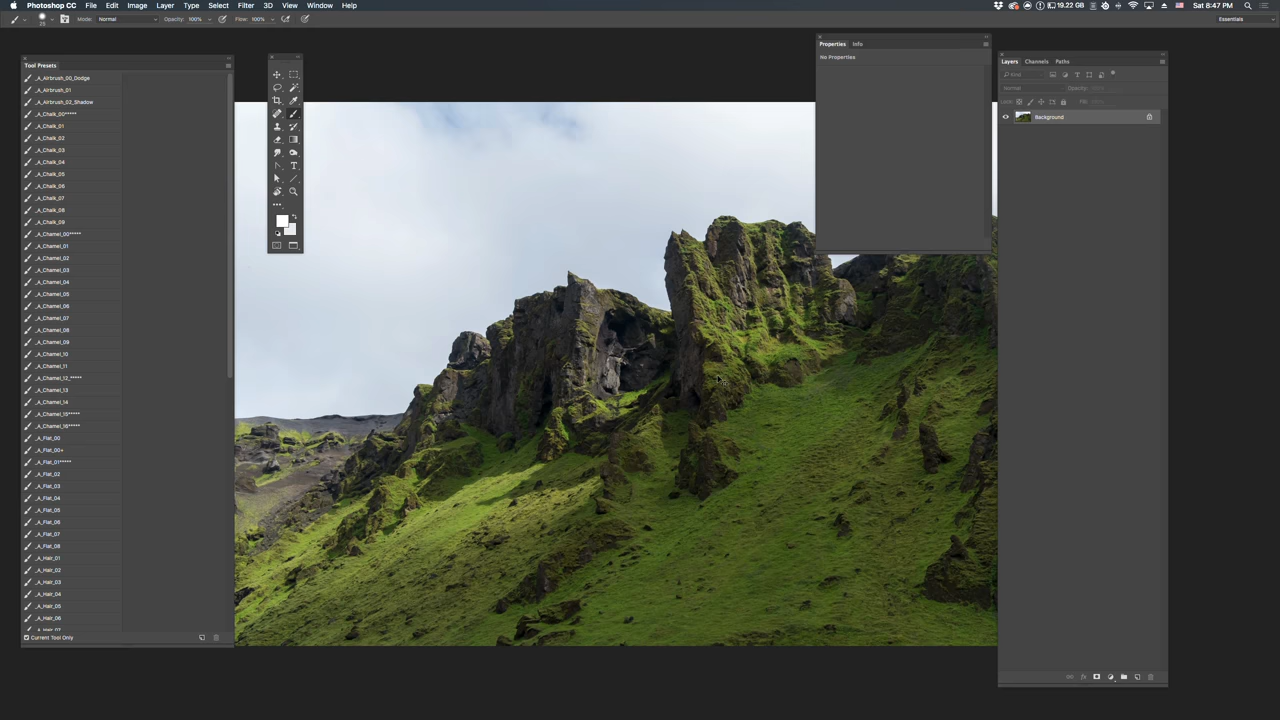 Photoshop CC File Edit Image Layer Type Select Filter 3D View Window Help 19.22 GB Sat 8:47 PM
Mode: Normal Opacity: 100% Flow: 100% Essentials
Tool Presets
_A_Airbrush_00_Dodge
_A_Airbrush_01
_A_Airbrush_02_Shadow
_A_Chalk_00*****
_A_Chalk_01
_A_Chalk_02
_A_Chalk_03
_A_Chalk_04
_A_Chalk_05
_A_Chalk_06
_A_Chalk_07
_A_Chalk_08
_A_Chalk_09
_A_Chamel_00*****
_A_Chamel_01
_A_Chamel_02
_A_Chamel_03
_A_Chamel_04
_A_Chamel_05
_A_Chamel_06
_A_Chamel_07
_A_Chamel_08
_A_Chamel_09
_A_Chamel_10
_A_Chamel_11
_A_Chamel_12_*****
_A_Chamel_13
_A_Chamel_14
_A_Chamel_15*****
_A_Chamel_16*****
_A_Flat_00
_A_Flat_00+
_A_Flat_01*****
_A_Flat_02
_A_Flat_03
_A_Flat_04
_A_Flat_05
_A_Flat_06
_A_Flat_07
_A_Flat_08
_A_Hair_01
_A_Hair_02
_A_Hair_03
_A_Hair_04
_A_Hair_05
_A_Hair_06
Current Tool Only
Properties Info
No Properties
Layers Channels Paths
Kind
Normal Opacity:
Lock: Fill:
Background